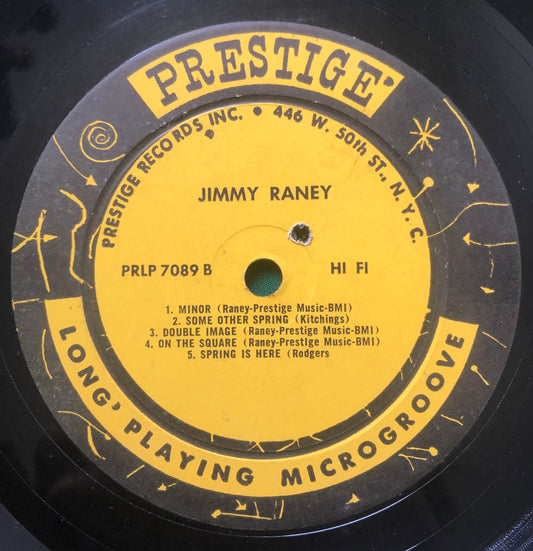 PRESTIGE
PRESTIGE RECORDS, INC. • 446 W. 50th ST., N. Y. C.
JIMMY RANEY
PRLP 7089 B HI FI
1. MINOR (Raney-Prestige Music-BMI)
2. SOME OTHER SPRING (Kitchings)
3. DOUBLE IMAGE (Raney-Prestige Music-BMI)
4. ON THE SQUARE (Raney-Prestige Music-BMI)
5. SPRING IS HERE (Rodgers
LONG' PLAYING MICROGROOVE